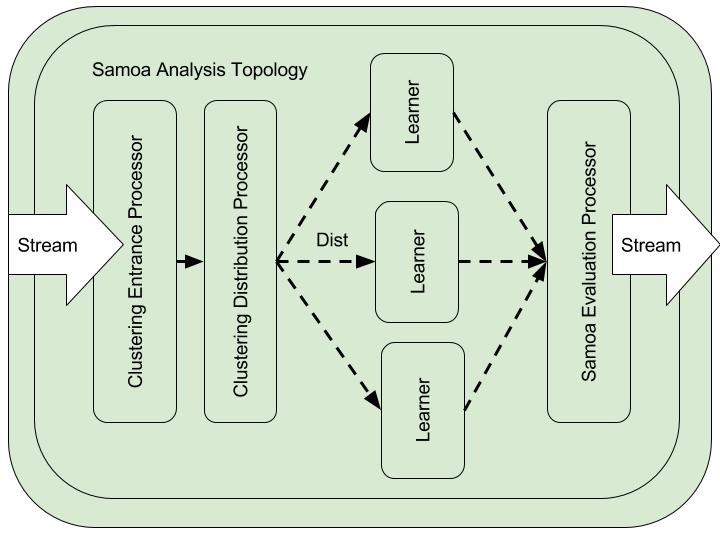 Samoa Analysis Topology
Stream
Clustering Entrance Processor
Clustering Distribution Processor
Dist
Learner
Learner
Learner
Samoa Evaluation Processor
Stream